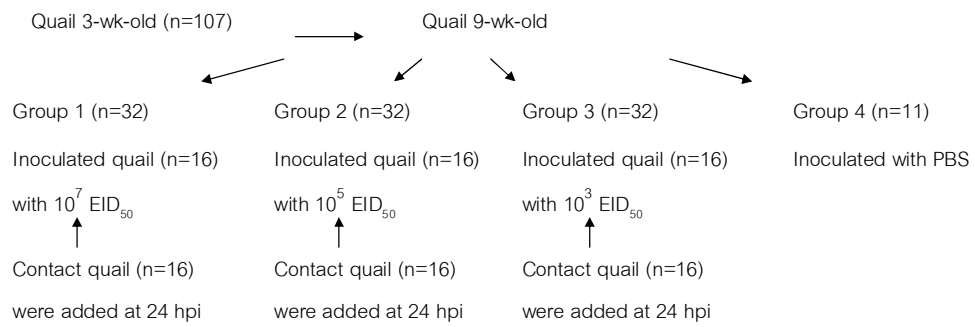 Quail 3-wk-old (n=107)
Quail 9-wk-old
Group 1 (n=32)
Inoculated quail (n=16)
with 10^7 EID_50
Contact quail (n=16)
were added at 24 hpi
Group 2 (n=32)
Inoculated quail (n=16)
with 10^5 EID_50
Contact quail (n=16)
were added at 24 hpi
Group 3 (n=32)
Inoculated quail (n=16)
with 10^3 EID_50
Contact quail (n=16)
were added at 24 hpi
Group 4 (n=11)
Inoculated with PBS